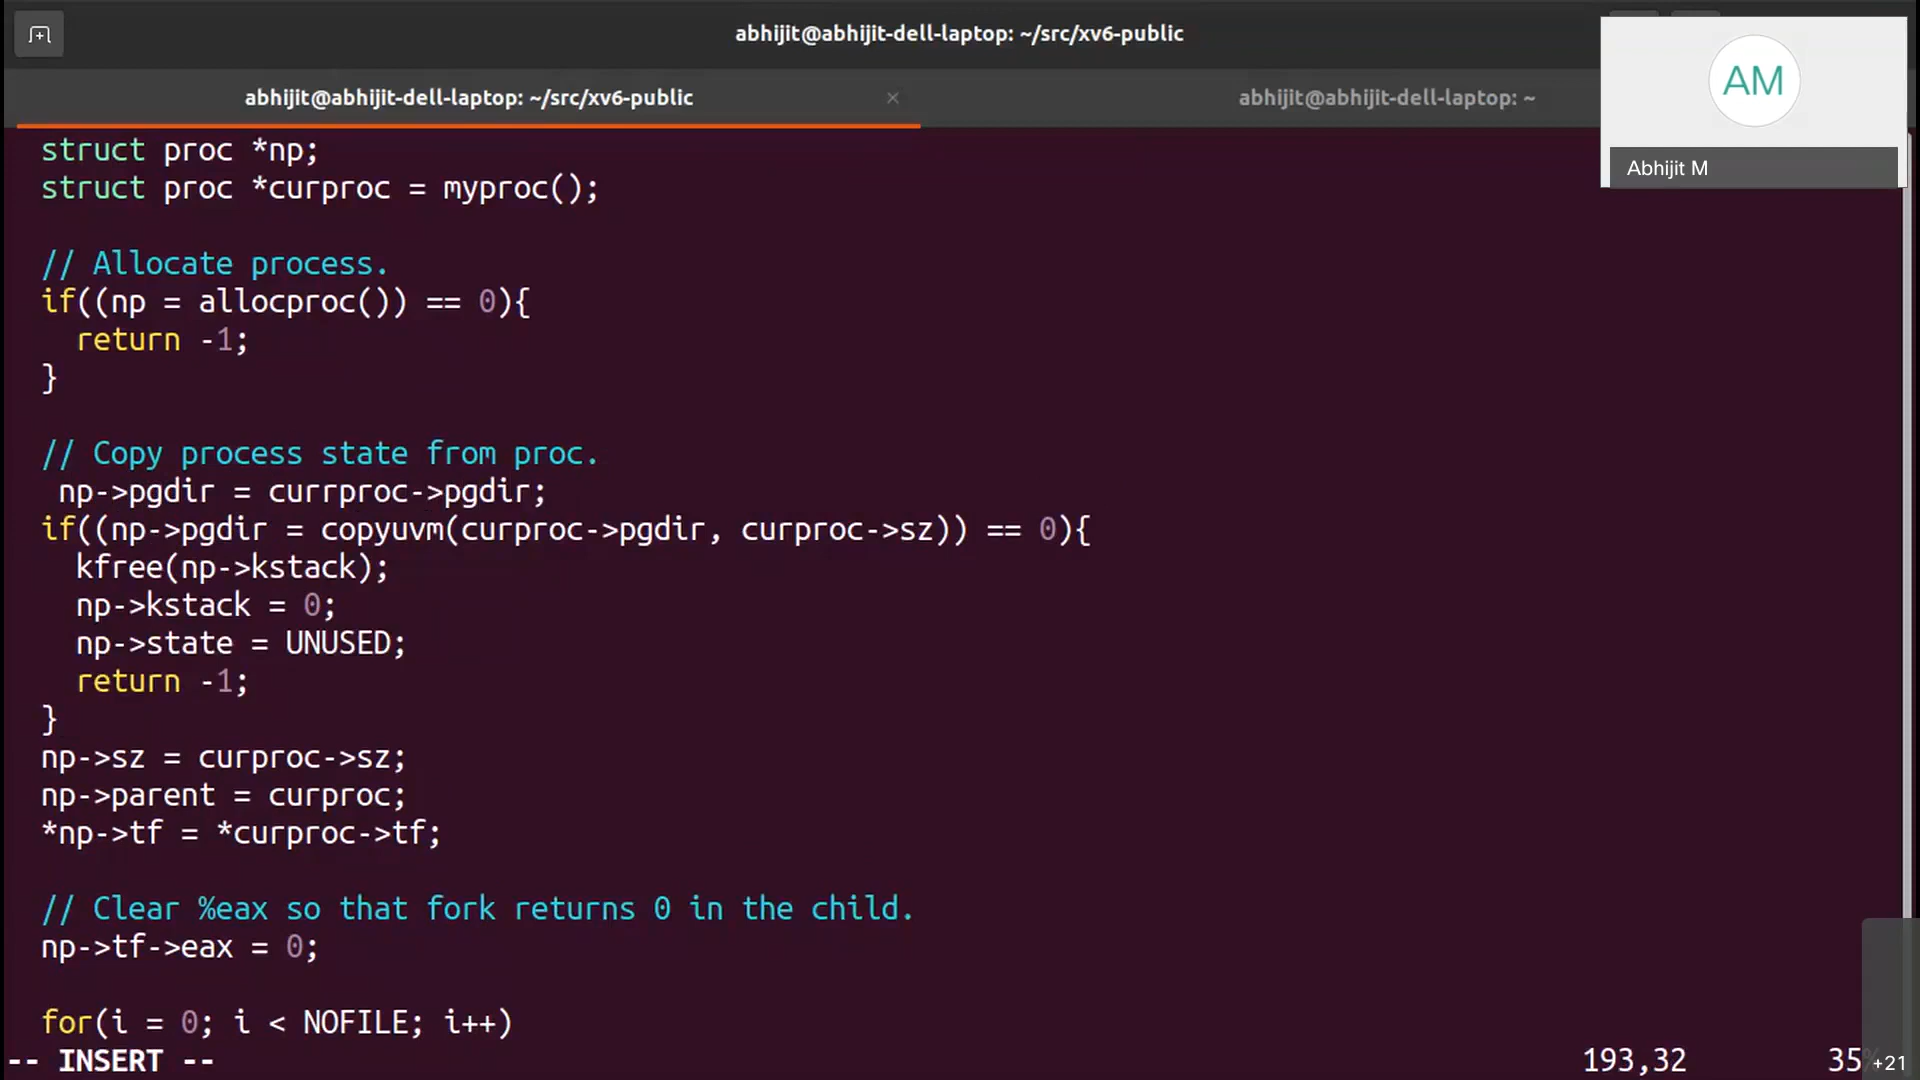 abhijit@abhijit-dell-laptop: ~/src/xv6-public
abhijit@abhijit-dell-laptop: ~/src/xv6-public ×
abhijit@abhijit-dell-laptop: ~
AM
Abhijit M
struct proc *np;
struct proc *curproc = myproc();
// Allocate process.
if((np = allocproc()) == 0){
return -1;
}
// Copy process state from proc.
np->pgdir = currproc->pgdir;
if((np->pgdir = copyuvm(curproc->pgdir, curproc->sz)) == 0){
kfree(np->kstack);
np->kstack = 0;
np->state = UNUSED;
return -1;
}
np->sz = curproc->sz;
np->parent = curproc;
*np->tf = *curproc->tf;
// Clear %eax so that fork returns 0 in the child.
np->tf->eax = 0;
for(i = 0; i < NOFILE; i++)
-- INSERT -- 193,32 35%
+21